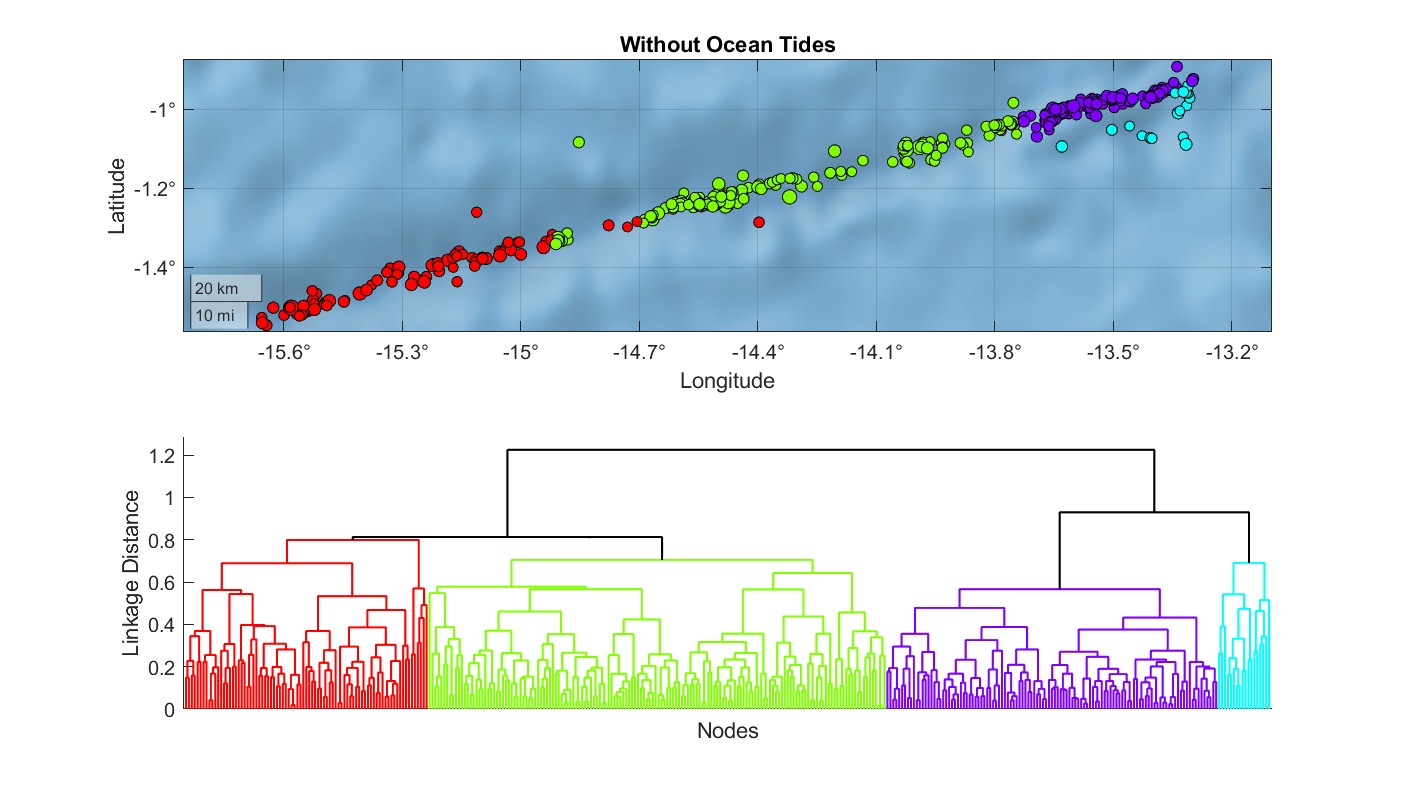 Without Ocean Tides
Latitude
-1°
-1.2°
-1.4°
20 km
10 mi
-15.6° -15.3° -15° -14.7° -14.4° -14.1° -13.8° -13.5° -13.2°
Longitude
Linkage Distance
1.2
1
0.8
0.6
0.4
0.2
0
Nodes